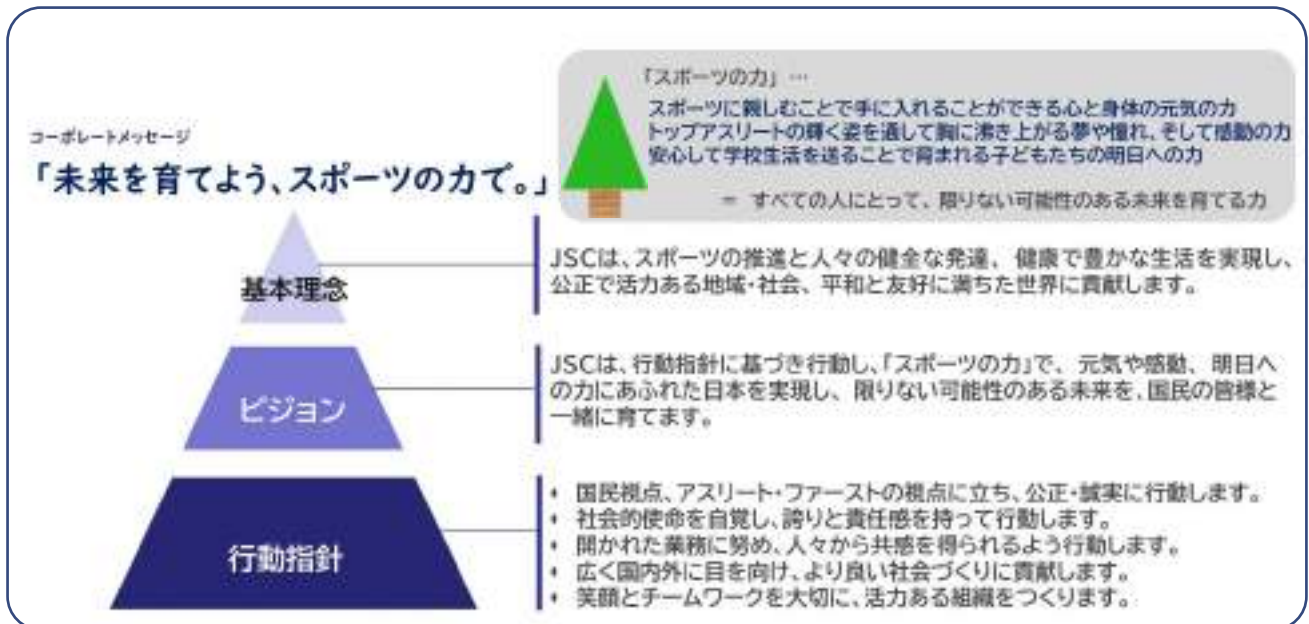 「スポーツの力」 …
スポーツに親しむことで手に入れることができる心と身体の元気の力
トップアスリートの輝く姿を通して胸に沸き上がる夢や憧れ、そして感動の力
安心して学校生活を送ることで育まれる子どもたちの明日への力
= すべての人にとって、限りない可能性のある未来を育てる力
コーポレートメッセージ
「未来を育てよう、スポーツの力で。」
基本理念
JSCは、スポーツの推進と人々の健全な発達、健康で豊かな生活を実現し、
公正で活力ある地域・社会、平和と友好に満ちた世界に貢献します。
ビジョン
JSCは、行動指針に基づき行動し、「スポーツの力」で、元気や感動、明日へ
の力にあふれた日本を実現し、限りない可能性のある未来を、国民の皆様と
一緒に育てます。
行動指針
• 国民視点、アスリート・ファーストの視点に立ち、公正・誠実に行動します。
• 社会的使命を自覚し、誇りと責任感を持って行動します。
• 開かれた業務に努め、人々から共感を得られるよう行動します。
• 広く国内外に目を向け、より良い社会づくりに貢献します。
• 笑顔とチームワークを大切に、活力ある組織をつくります。